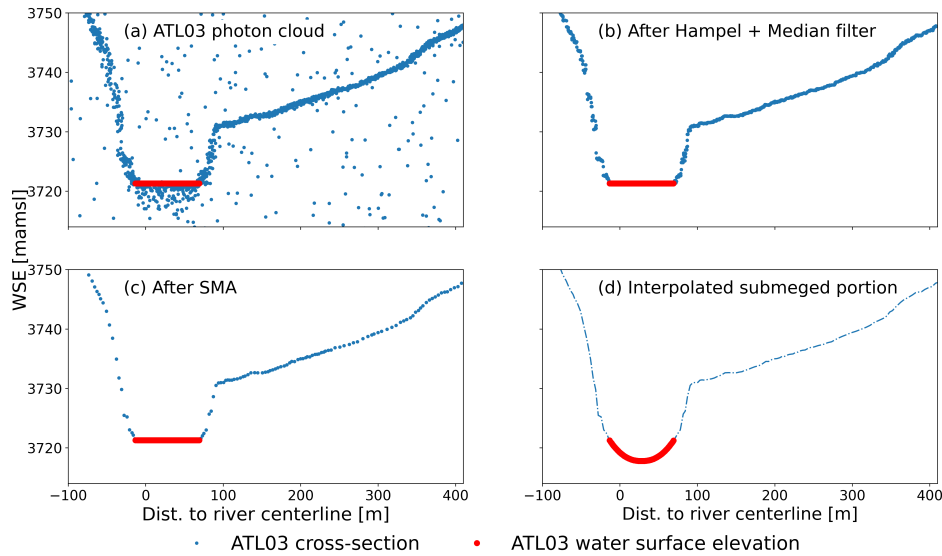 3750
(a) ATL03 photon cloud
(b) After Hampel + Median filter
3740
3730
3720
WSE [mamsl]
3750
(c) After SMA
(d) Interpolated submeged portion
3740
3730
3720
−100 0 100 200 300 400
−100 0 100 200 300 400
Dist. to river centerline [m]
Dist. to river centerline [m]
ATL03 cross-section
ATL03 water surface elevation